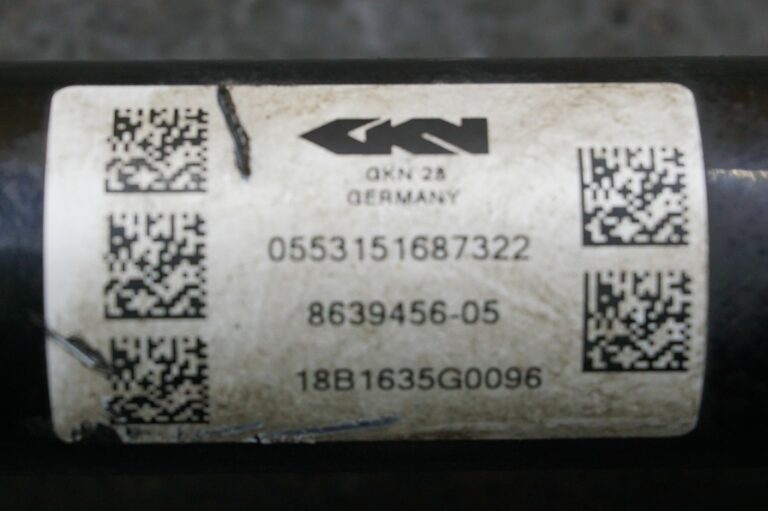 GKN
GKN 28
GERMANY
0553151687322
8639456-05
18B1635G0096